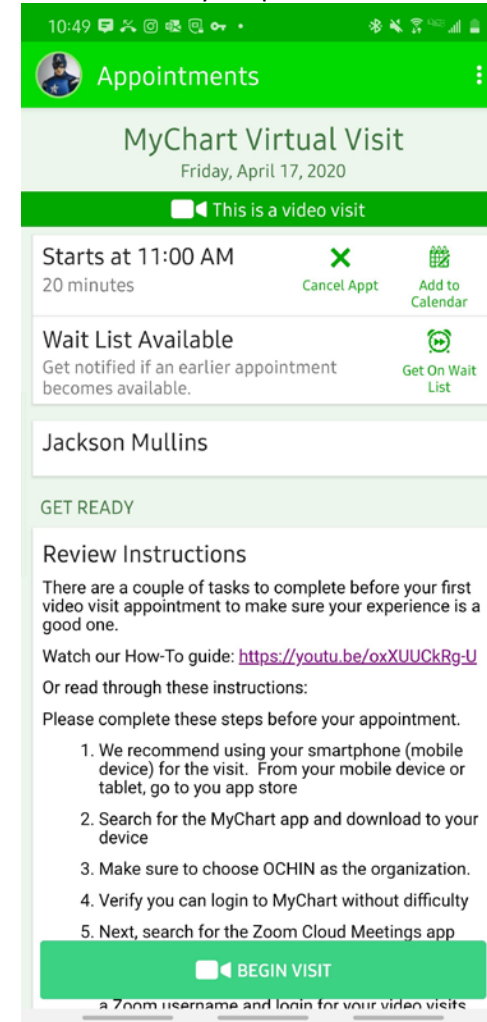 10:49
Appointments
MyChart Virtual Visit
Friday, April 17, 2020
This is a video visit
Starts at 11:00 AM
20 minutes
Cancel Appt
Add to
Calendar
Wait List Available
Get notified if an earlier appointment
becomes available.
Get On Wait
List
Jackson Mullins
GET READY
Review Instructions
There are a couple of tasks to complete before your first
video visit appointment to make sure your experience is a
good one.
Watch our How-To guide: https://youtu.be/oxXUUCkRg-U
Or read through these instructions:
Please complete these steps before your appointment.
1. We recommend using your smartphone (mobile
device) for the visit. From your mobile device or
tablet, go to you app store
2. Search for the MyChart app and download to your
device
3. Make sure to choose OCHIN as the organization.
4. Verify you can login to MyChart without difficulty
5. Next, search for the Zoom Cloud Meetings app
BEGIN VISIT
a Zoom username and login for your video visits